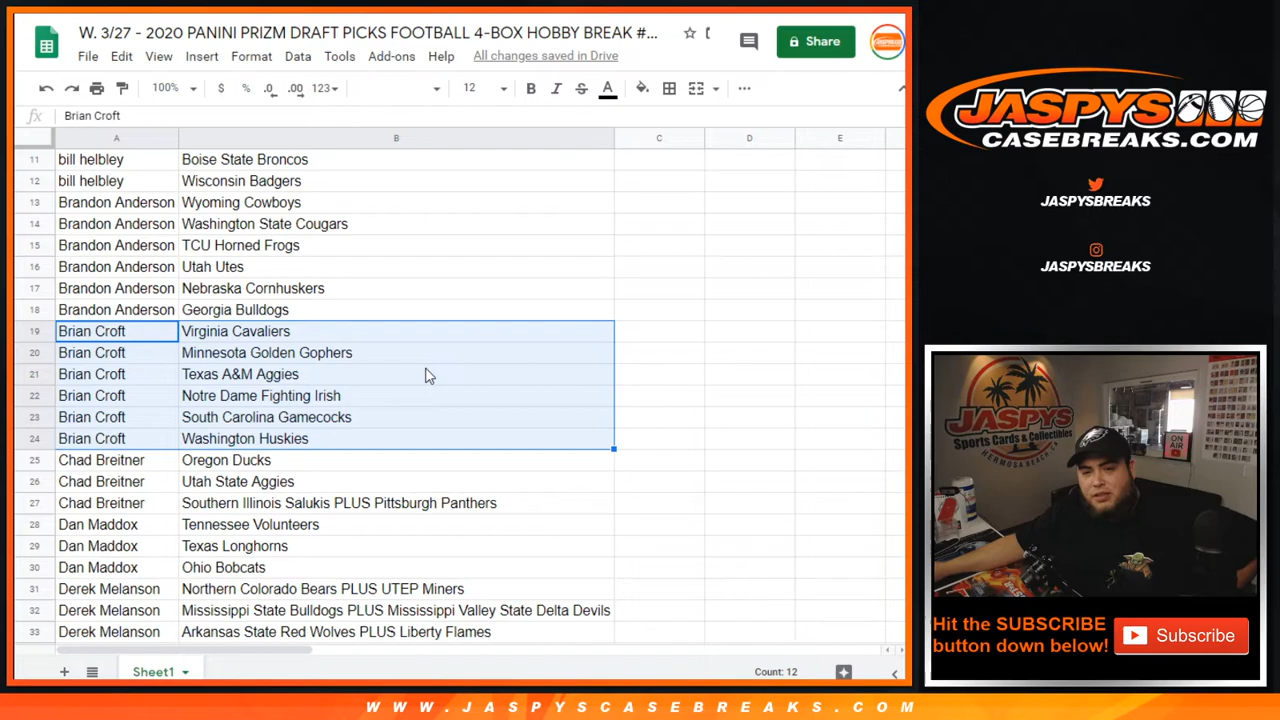 W. 3/27 - 2020 PANINI PRIZM DRAFT PICKS FOOTBALL 4-BOX HOBBY BREAK #...
Share
File Edit View Insert Format Data Tools Add-ons Help All changes saved in Drive
100% $ % .0 .00 123 12 B I S A
fx Brian Croft
A B C D E
11 bill helbley Boise State Broncos
12 bill helbley Wisconsin Badgers
13 Brandon Anderson Wyoming Cowboys
14 Brandon Anderson Washington State Cougars
15 Brandon Anderson TCU Horned Frogs
16 Brandon Anderson Utah Utes
17 Brandon Anderson Nebraska Cornhuskers
18 Brandon Anderson Georgia Bulldogs
19 Brian Croft Virginia Cavaliers
20 Brian Croft Minnesota Golden Gophers
21 Brian Croft Texas A&M Aggies
22 Brian Croft Notre Dame Fighting Irish
23 Brian Croft South Carolina Gamecocks
24 Brian Croft Washington Huskies
25 Chad Breitner Oregon Ducks
26 Chad Breitner Utah State Aggies
27 Chad Breitner Southern Illinois Salukis PLUS Pittsburgh Panthers
28 Dan Maddox Tennessee Volunteers
29 Dan Maddox Texas Longhorns
30 Dan Maddox Ohio Bobcats
31 Derek Melanson Northern Colorado Bears PLUS UTEP Miners
32 Derek Melanson Mississippi State Bulldogs PLUS Mississippi Valley State Delta Devils
33 Derek Melanson Arkansas State Red Wolves PLUS Liberty Flames
Sheet1
Count: 12
JASPYS
CASEBREAKS.COM
JASPYSBREAKS
JASPYSBREAKS
JASPYS
Sports Cards & Collectibles
HERMOSA BEACH, CA
ON AIR
Hit the SUBSCRIBE
button down below!
Subscribe
WWW.JASPYSCASEBREAKS.COM